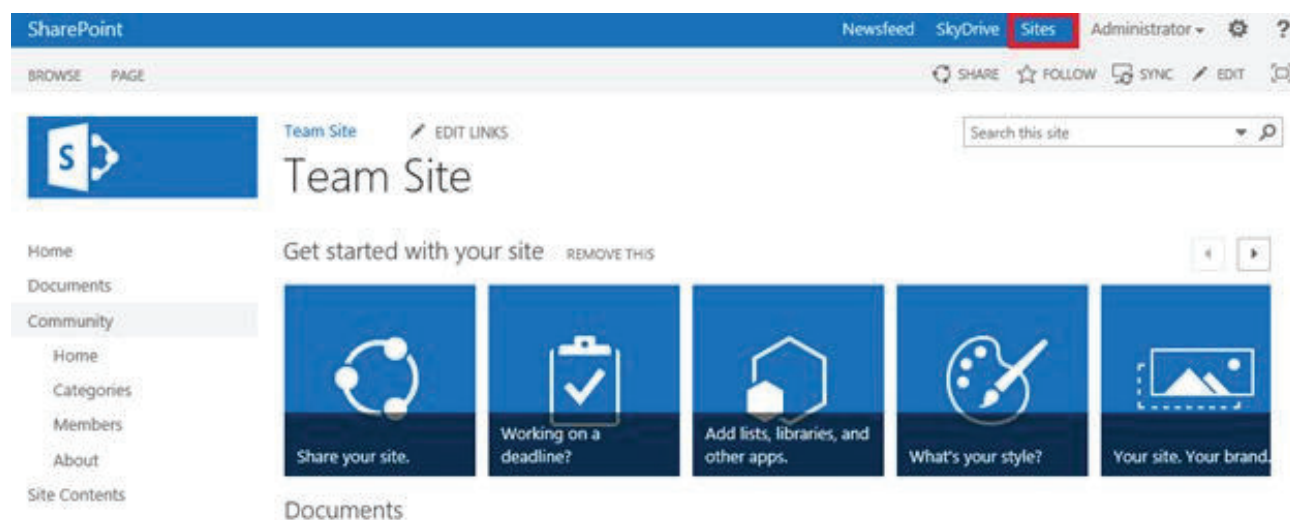 SharePoint Newsfeed SkyDrive Sites Administrator ?
BROWSE PAGE SHARE FOLLOW SYNC EDIT
S
Team Site EDIT LINKS
Search this site
Team Site
Home
Documents
Community
Home
Categories
Members
About
Site Contents
Get started with your site REMOVE THIS
Share your site.
Working on a
deadline?
Add lists, libraries, and
other apps.
What's your style?
Your site. Your brand.
Documents